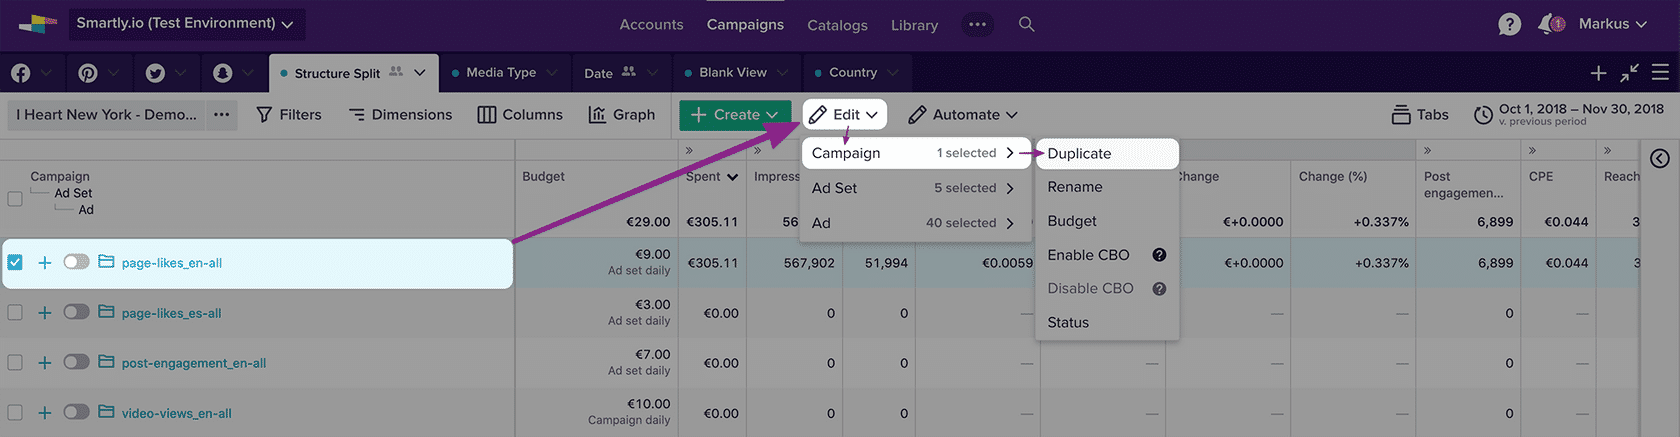 Smartly.io (Test Environment)
Accounts
Campaigns
Catalogs
Library
Markus
Structure Split
Media Type
Date
Blank View
Country
I Heart New York - Demo...
Filters
Dimensions
Columns
Graph
Create
Edit
Automate
Tabs
Oct 1, 2018 – Nov 30, 2018
v. previous period
Campaign 1 selected
Ad Set 5 selected
Ad 40 selected
Duplicate
Rename
Budget
Enable CBO ?
Disable CBO ?
Status
Campaign
Ad Set
Ad
Budget
Spent
Change (%)
Post
engagemen...
CPE
€29.00 €305.11 +0.0000 +0.337% 6,899 €0.044
page-likes_en-all €9.00 €305.11 567,902 51,994 €0.0059 €+0.0000 +0.337% 6,899 €0.044
Ad set daily
page-likes_es-all €3.00 €0.00 0 0 — — — 0 —
Ad set daily
post-engagement_en-all €7.00 €0.00 0 0 — — — — 0 —
Ad set daily
video-views_en-all €10.00 €0.00 0 0 — — — — 0 —
Campaign daily